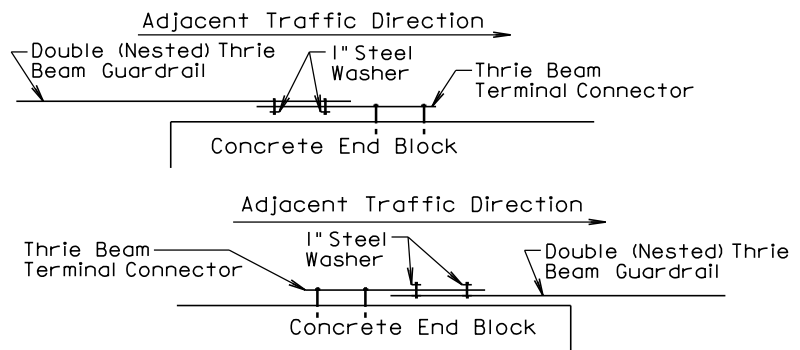 Adjacent Traffic Direction
Double (Nested) Thrie
Beam Guardrail
1" Steel
Washer
Thrie Beam
Terminal Connector
Concrete End Block
Adjacent Traffic Direction
Thrie Beam
Terminal Connector
1" Steel
Washer
Double (Nested) Thrie
Beam Guardrail
Concrete End Block